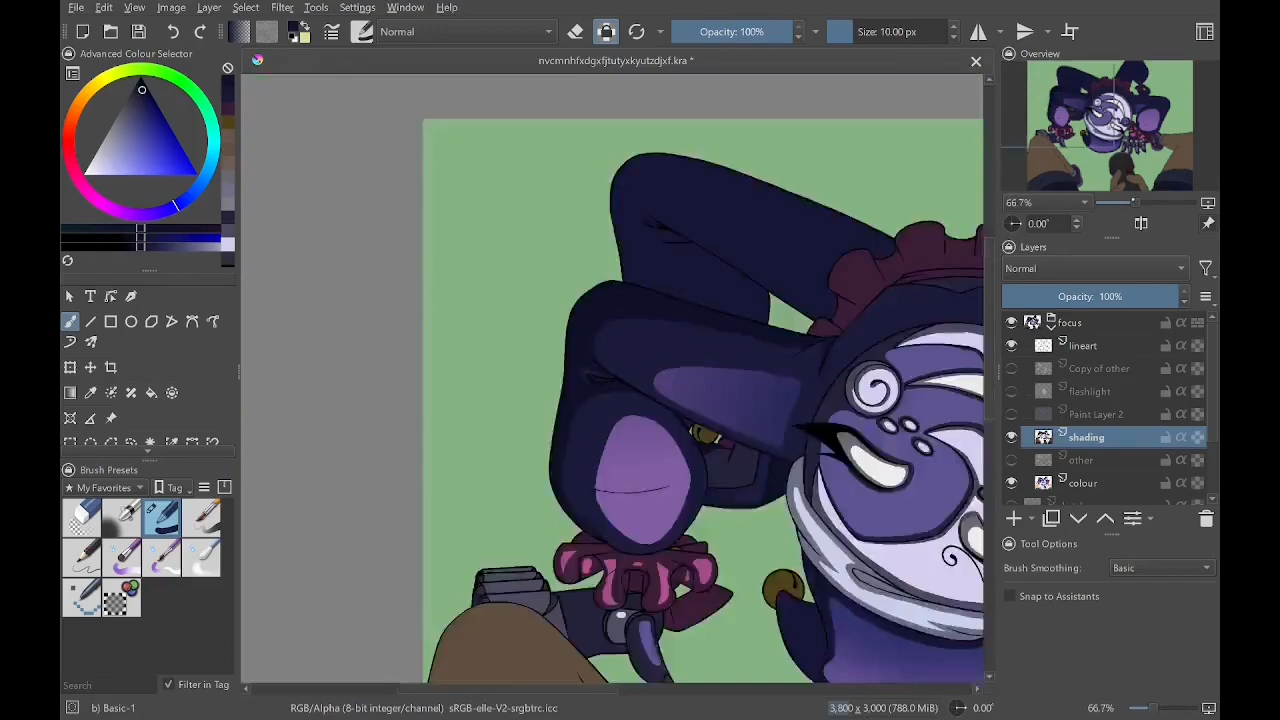 File Edit View Image Layer Select Filter Tools Settings Window Help
Normal
Opacity: 100%
Size: 10.00 px
Advanced Colour Selector
nvcmnhfxdgxfjtutyxkyutzdjxf.kra *
Overview
66.7%
0.00°
Layers
Normal
Opacity: 100%
focus
lineart
Copy of other
flashlight
Paint Layer 2
shading
other
colour
Brush Presets
★ My Favorites
Tag
Tool Options
Brush Smoothing: Basic
Snap to Assistants
Search
Filter in Tag
b) Basic-1
RGB/Alpha (8-bit integer/channel) sRGB-elle-V2-srgbtrc.icc
3,800 x 3,000 (788.0 MiB)
0.00°
66.7%